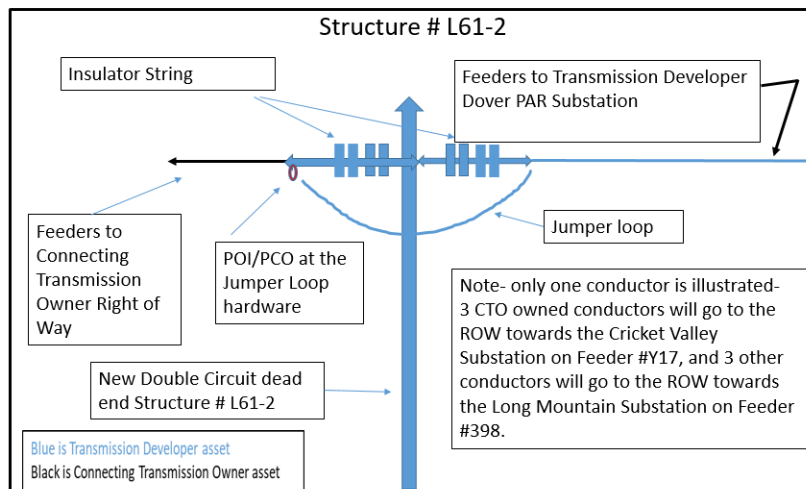 Structure # L61-2
Insulator String
Feeders to Transmission Developer
Dover PAR Substation
Feeders to
Connecting
Transmission
Owner Right of
Way
POI/PCO at the
Jumper Loop
hardware
Jumper loop
Note- only one conductor is illustrated-
3 CTO owned conductors will go to the
ROW towards the Cricket Valley
Substation on Feeder #Y17, and 3 other
conductors will go to the ROW towards
the Long Mountain Substation on Feeder
#398.
New Double Circuit dead
end Structure # L61-2
Blue is Transmission Developer asset
Black is Connecting Transmission Owner asset